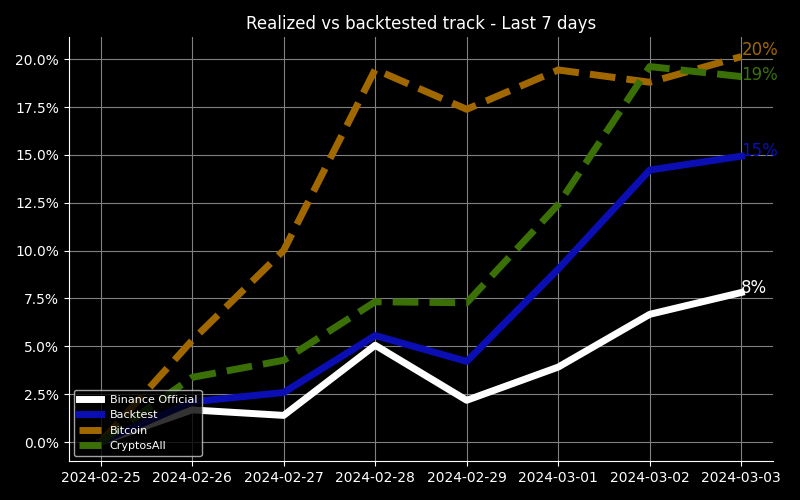 Realized vs backtested track - Last 7 days
20.0%
17.5%
15.0%
12.5%
10.0%
7.5%
5.0%
2.5%
0.0%
20%
19%
15%
8%
Binance Official
Backtest
Bitcoin
CryptosAll
2024-02-25 2024-02-26 2024-02-27 2024-02-28 2024-02-29 2024-03-01 2024-03-02 2024-03-03